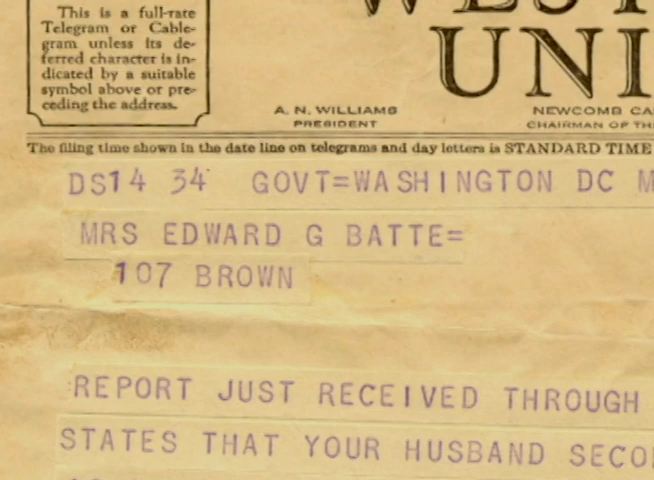 This is a full-rate
Telegram or Cable-
gram unless its de-
ferred character is in-
dicated by a suitable
symbol above or pre-
ceding the address.
WEST
UNI
A. N. WILLIAMS
PRESIDENT
NEWCOMB CA
CHAIRMAN OF TH
The filing time shown in the date line on telegrams and day letters is STANDARD TIME
DS14 34 GOVT=WASHINGTON DC M
MRS EDWARD G BATTE=
107 BROWN
REPORT JUST RECEIVED THROUGH
STATES THAT YOUR HUSBAND SECO